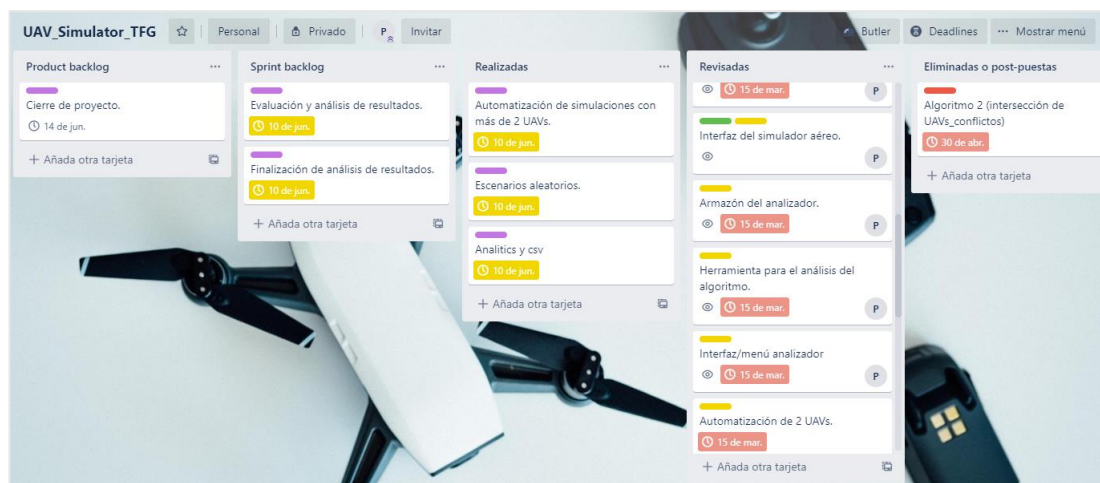 UAV_Simulator_TFG Personal Privado P Invitar Butler Deadlines ... Mostrar menú
Product backlog ...
Cierre de proyecto.
14 de jun.
+ Añada otra tarjeta
Sprint backlog ...
Evaluación y análisis de resultados.
10 de jun.
Finalización de análisis de resultados.
10 de jun.
+ Añada otra tarjeta
Realizadas ...
Automatización de simulaciones con
más de 2 UAVs.
10 de jun.
Escenarios aleatorios.
10 de jun.
Analitics y csv
10 de jun.
+ Añada otra tarjeta
Revisadas ...
15 de mar. P
Interfaz del simulador aéreo.
P
Armazón del analizador.
15 de mar. P
Herramienta para el análisis del
algoritmo.
15 de mar. P
Interfaz/menú analizador
15 de mar. P
Automatización de 2 UAVs.
15 de mar.
+ Añada otra tarjeta
Eliminadas o post-puestas
Algoritmo 2 (intersección de
UAVs_conflictos)
30 de abr.
+ Añada otra tarjeta